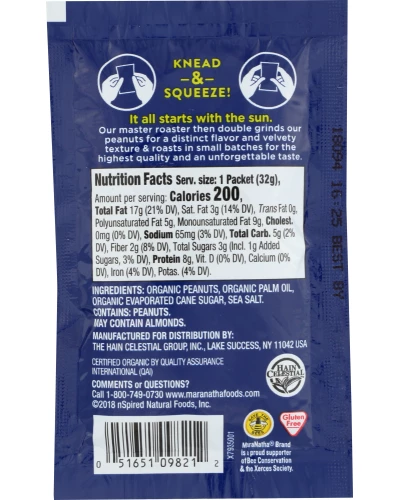 KNEAD
–&–
SQUEEZE!
It all starts with the sun.
Our master roaster then double grinds our
peanuts for a distinct flavor and velvety
texture & roasts in small batches for the
highest quality and an unforgettable taste.
Nutrition Facts Serv. size: 1 Packet (32g),
Amount per serving: Calories 200,
Total Fat 17g (21% DV), Sat. Fat 3g (14% DV), Trans Fat 0g,
Polyunsaturated Fat 5g, Monounsaturated Fat 9g, Cholest.
0mg (0% DV), Sodium 65mg (3% DV), Total Carb. 5g (2%
DV), Fiber 2g (8% DV), Total Sugars 3g (Incl. 1g Added
Sugars, 3% DV), Protein 8g, Vit. D (0% DV), Calcium (0%
DV), Iron (4% DV), Potas. (4% DV).
INGREDIENTS: ORGANIC PEANUTS, ORGANIC PALM OIL,
ORGANIC EVAPORATED CANE SUGAR, SEA SALT.
CONTAINS: PEANUTS.
MAY CONTAIN ALMONDS.
MANUFACTURED FOR DISTRIBUTION BY:
THE HAIN CELESTIAL GROUP, INC., LAKE SUCCESS, NY 11042 USA
CERTIFIED ORGANIC BY QUALITY ASSURANCE
INTERNATIONAL (QAI)
HAIN
CELESTIAL
COMMENTS or QUESTIONS?
Call 1-800-749-0730 www.maranathafoods.com
©2018 nSpired Natural Foods, Inc.
0 51651 09821 2
X7935001
Gluten
Free
MaraNatha® Brand
is a proud supporter
of Bee Conservation
& the Xerces Society.
18094 16 25 BEST BY